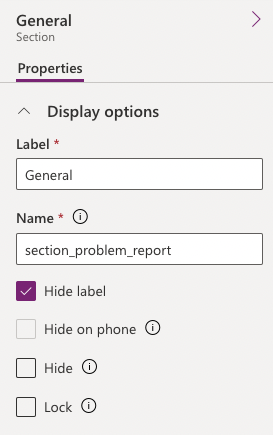 General
Section
Properties
Display options
Label *
General
Name *
section_problem_report
Hide label
Hide on phone
Hide
Lock